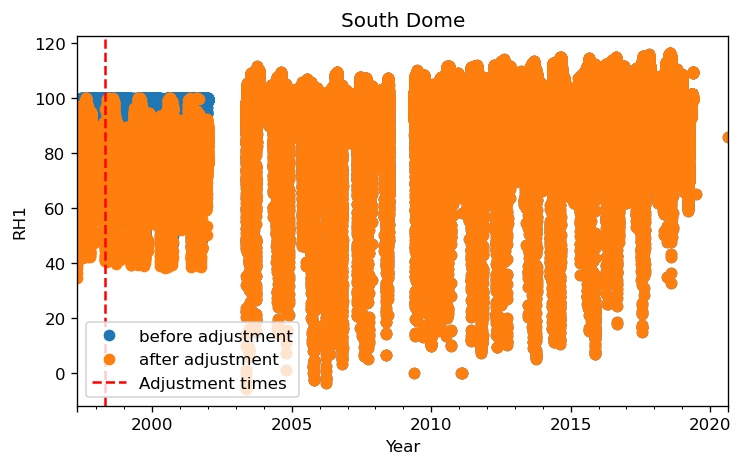 South Dome
120
100
80
60
40
20
0
RH1
before adjustment
after adjustment
Adjustment times
2000
2005
2010
2015
2020
Year